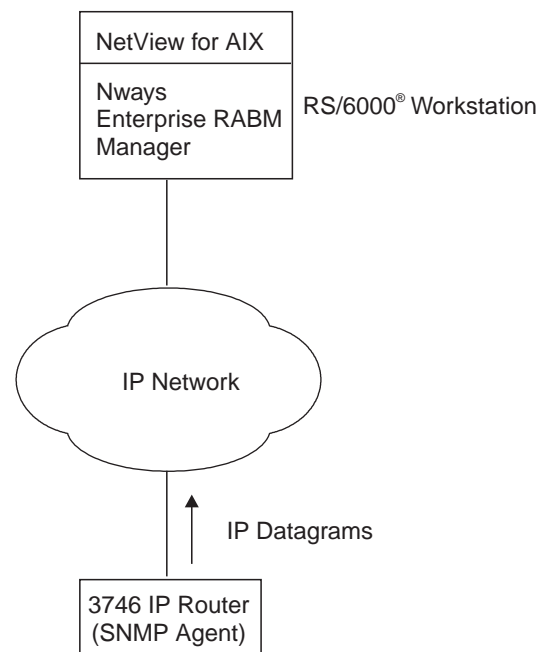 NetView for AIX
Nways
Enterprise RABM
Manager
RS/6000® Workstation
IP Network
IP Datagrams
3746 IP Router
(SNMP Agent)